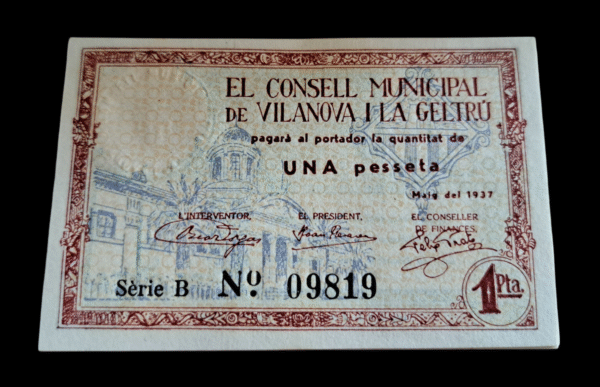 EL CONSELL MUNICIPAL
DE VILANOVA I LA GELTRÚ
pagarà al portador la quantitat de
UNA pesseta
Maig del 1937
L'INTERVENTOR,
EL PRESIDENT,
EL CONSELLER
DE FINANCES,
Sèrie B Nº. 09819
1 Pta.